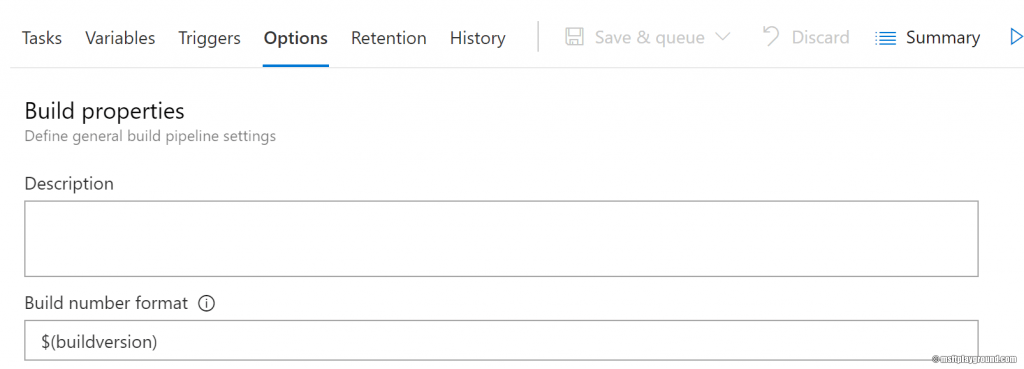 Tasks Variables Triggers Options Retention History Save & queue Discard Summary
Build properties
Define general build pipeline settings
Description
Build number format
$(buildversion)
@ msftplayground.com